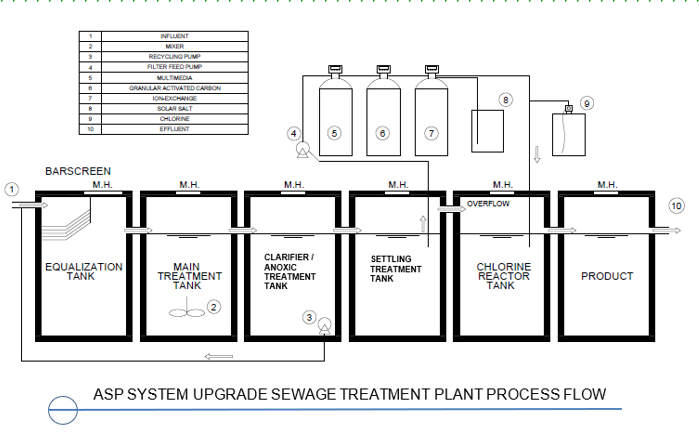 1 INFLUENT
2 MIXER
3 RECYCLING PUMP
4 FILTER FEED PUMP
5 MULTIMEDIA
6 GRANULAR ACTIVATED CARBON
7 ION-EXCHANGE
8 SOLAR SALT
9 CHLORINE
10 EFFLUENT
4
5
6
7
8
9
BARSCREEN
1
M.H.
M.H.
M.H.
M.H.
M.H.
M.H.
OVERFLOW
10
EQUALIZATION
TANK
MAIN
TREATMENT
TANK
2
CLARIFIER /
ANOXIC
TREATMENT
TANK
3
SETTLING
TREATMENT
TANK
CHLORINE
REACTOR
TANK
PRODUCT
ASP SYSTEM UPGRADE SEWAGE TREATMENT PLANT PROCESS FLOW